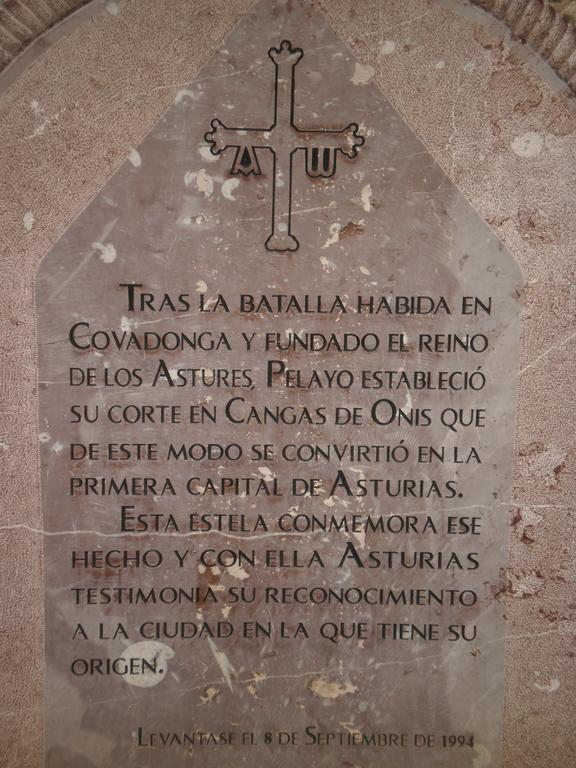 A W
TRAS LA BATALLA HABIDA EN
COVADONGA Y FUNDADO EL REINO
DE LOS ASTURES, PELAYO ESTABLECIÓ
SU CORTE EN CANGAS DE ONIS QUE
DE ESTE MODO SE CONVIRTIÓ EN LA
PRIMERA CAPITAL DE ASTURIAS.
ESTA ESTELA CONMEMORA ESE
HECHO Y CON ELLA ASTURIAS
TESTIMONIA SU RECONOCIMIENTO
A LA CIUDAD EN LA QUE TIENE SU
ORIGEN.
LEVANTASE EL 8 DE SEPTIEMBRE DE 1994